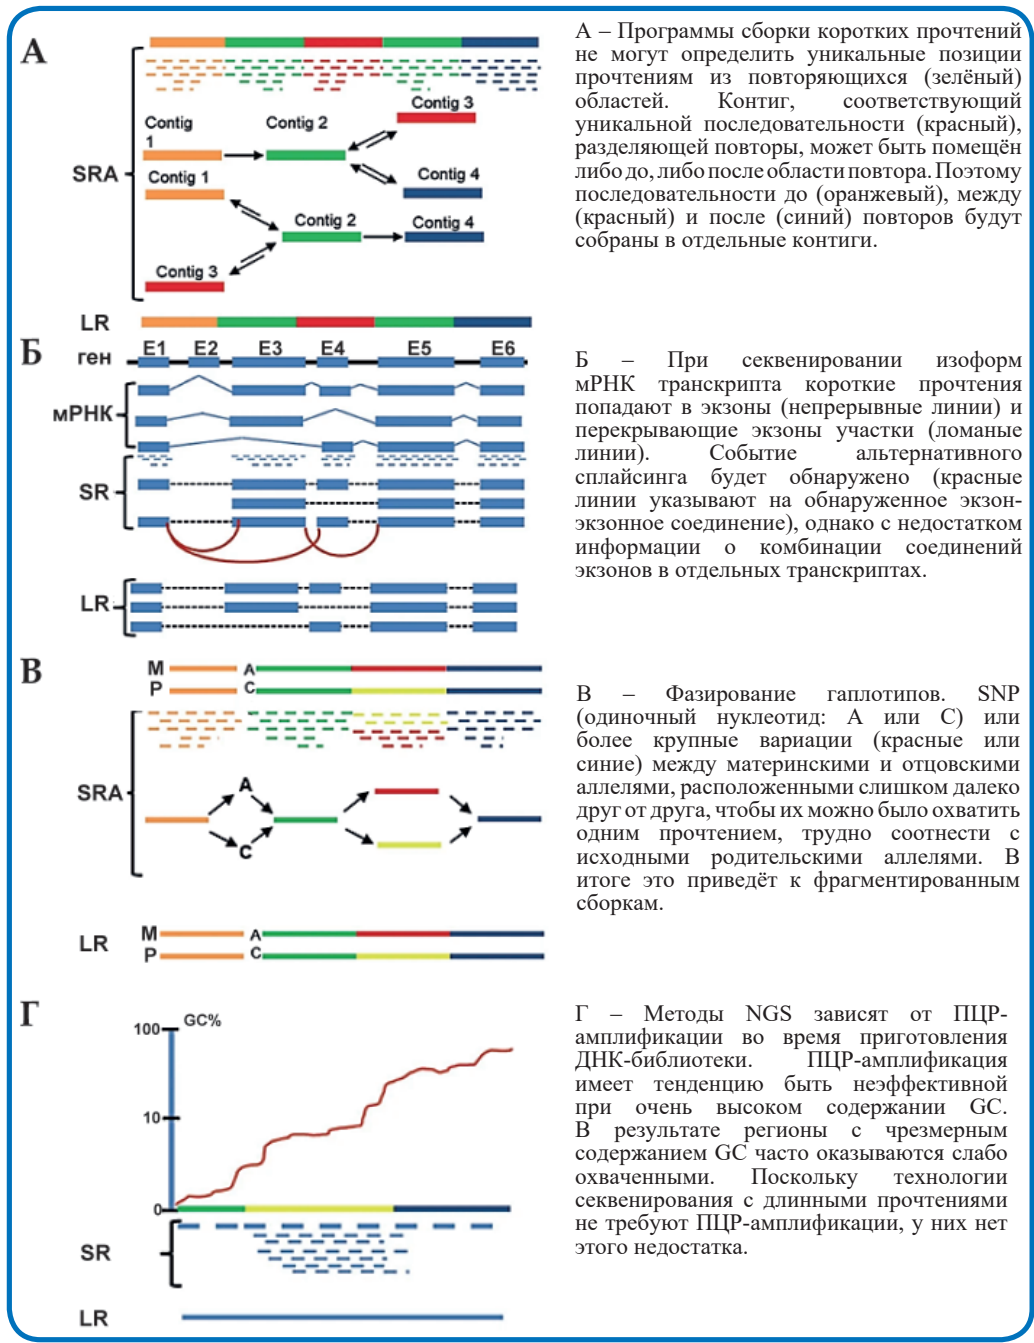 А
SRA
Contig
1
Contig 2
Contig 3
Contig 1
Contig 4
Contig 2
Contig 4
Contig 3
LR
А – Программы сборки коротких прочтений
не могут определить уникальные позиции
прочтениям из повторяющихся (зелёный)
областей. Контиг, соответствующий
уникальной последовательности (красный),
разделяющей повторы, может быть помещён
либо до, либо после области повтора. Поэтому
последовательности до (оранжевый), между
(красный) и после (синий) повторов будут
собраны в отдельные контиги.
Б
ген
E1 E2 E3 E4 E5 E6
мРНК
SR
LR
Б – При секвенировании изоформ
мРНК транскрипта короткие прочтения
попадают в экзоны (непрерывные линии) и
перекрывающие экзоны участки (ломаные
линии). Событие альтернативного
сплайсинга будет обнаружено (красные
линии указывают на обнаруженное экзон-
экзонное соединение), однако с недостатком
информации о комбинации соединений
экзонов в отдельных транскриптах.
В
M A
P C
SRA
A
C
LR
M A
P C
В – Фазирование гаплотипов. SNP
(одиночный нуклеотид: А или С) или
более крупные вариации (красные или
синие) между материнскими и отцовскими
аллелями, расположенными слишком далеко
друг от друга, чтобы их можно было охватить
одним прочтением, трудно соотнести с
исходными родительскими аллелями. В
итоге это приведёт к фрагментированным
сборкам.
Г
GC%
100
10
0
SR
LR
Г – Методы NGS зависят от ПЦР-
амплификации во время приготовления
ДНК-библиотеки. ПЦР-амплификация
имеет тенденцию быть неэффективной
при очень высоком содержании GC.
В результате регионы с чрезмерным
содержанием GC часто оказываются слабо
охваченными. Поскольку технологии
секвенирования с длинными прочтениями
не требуют ПЦР-амплификации, у них нет
этого недостатка.